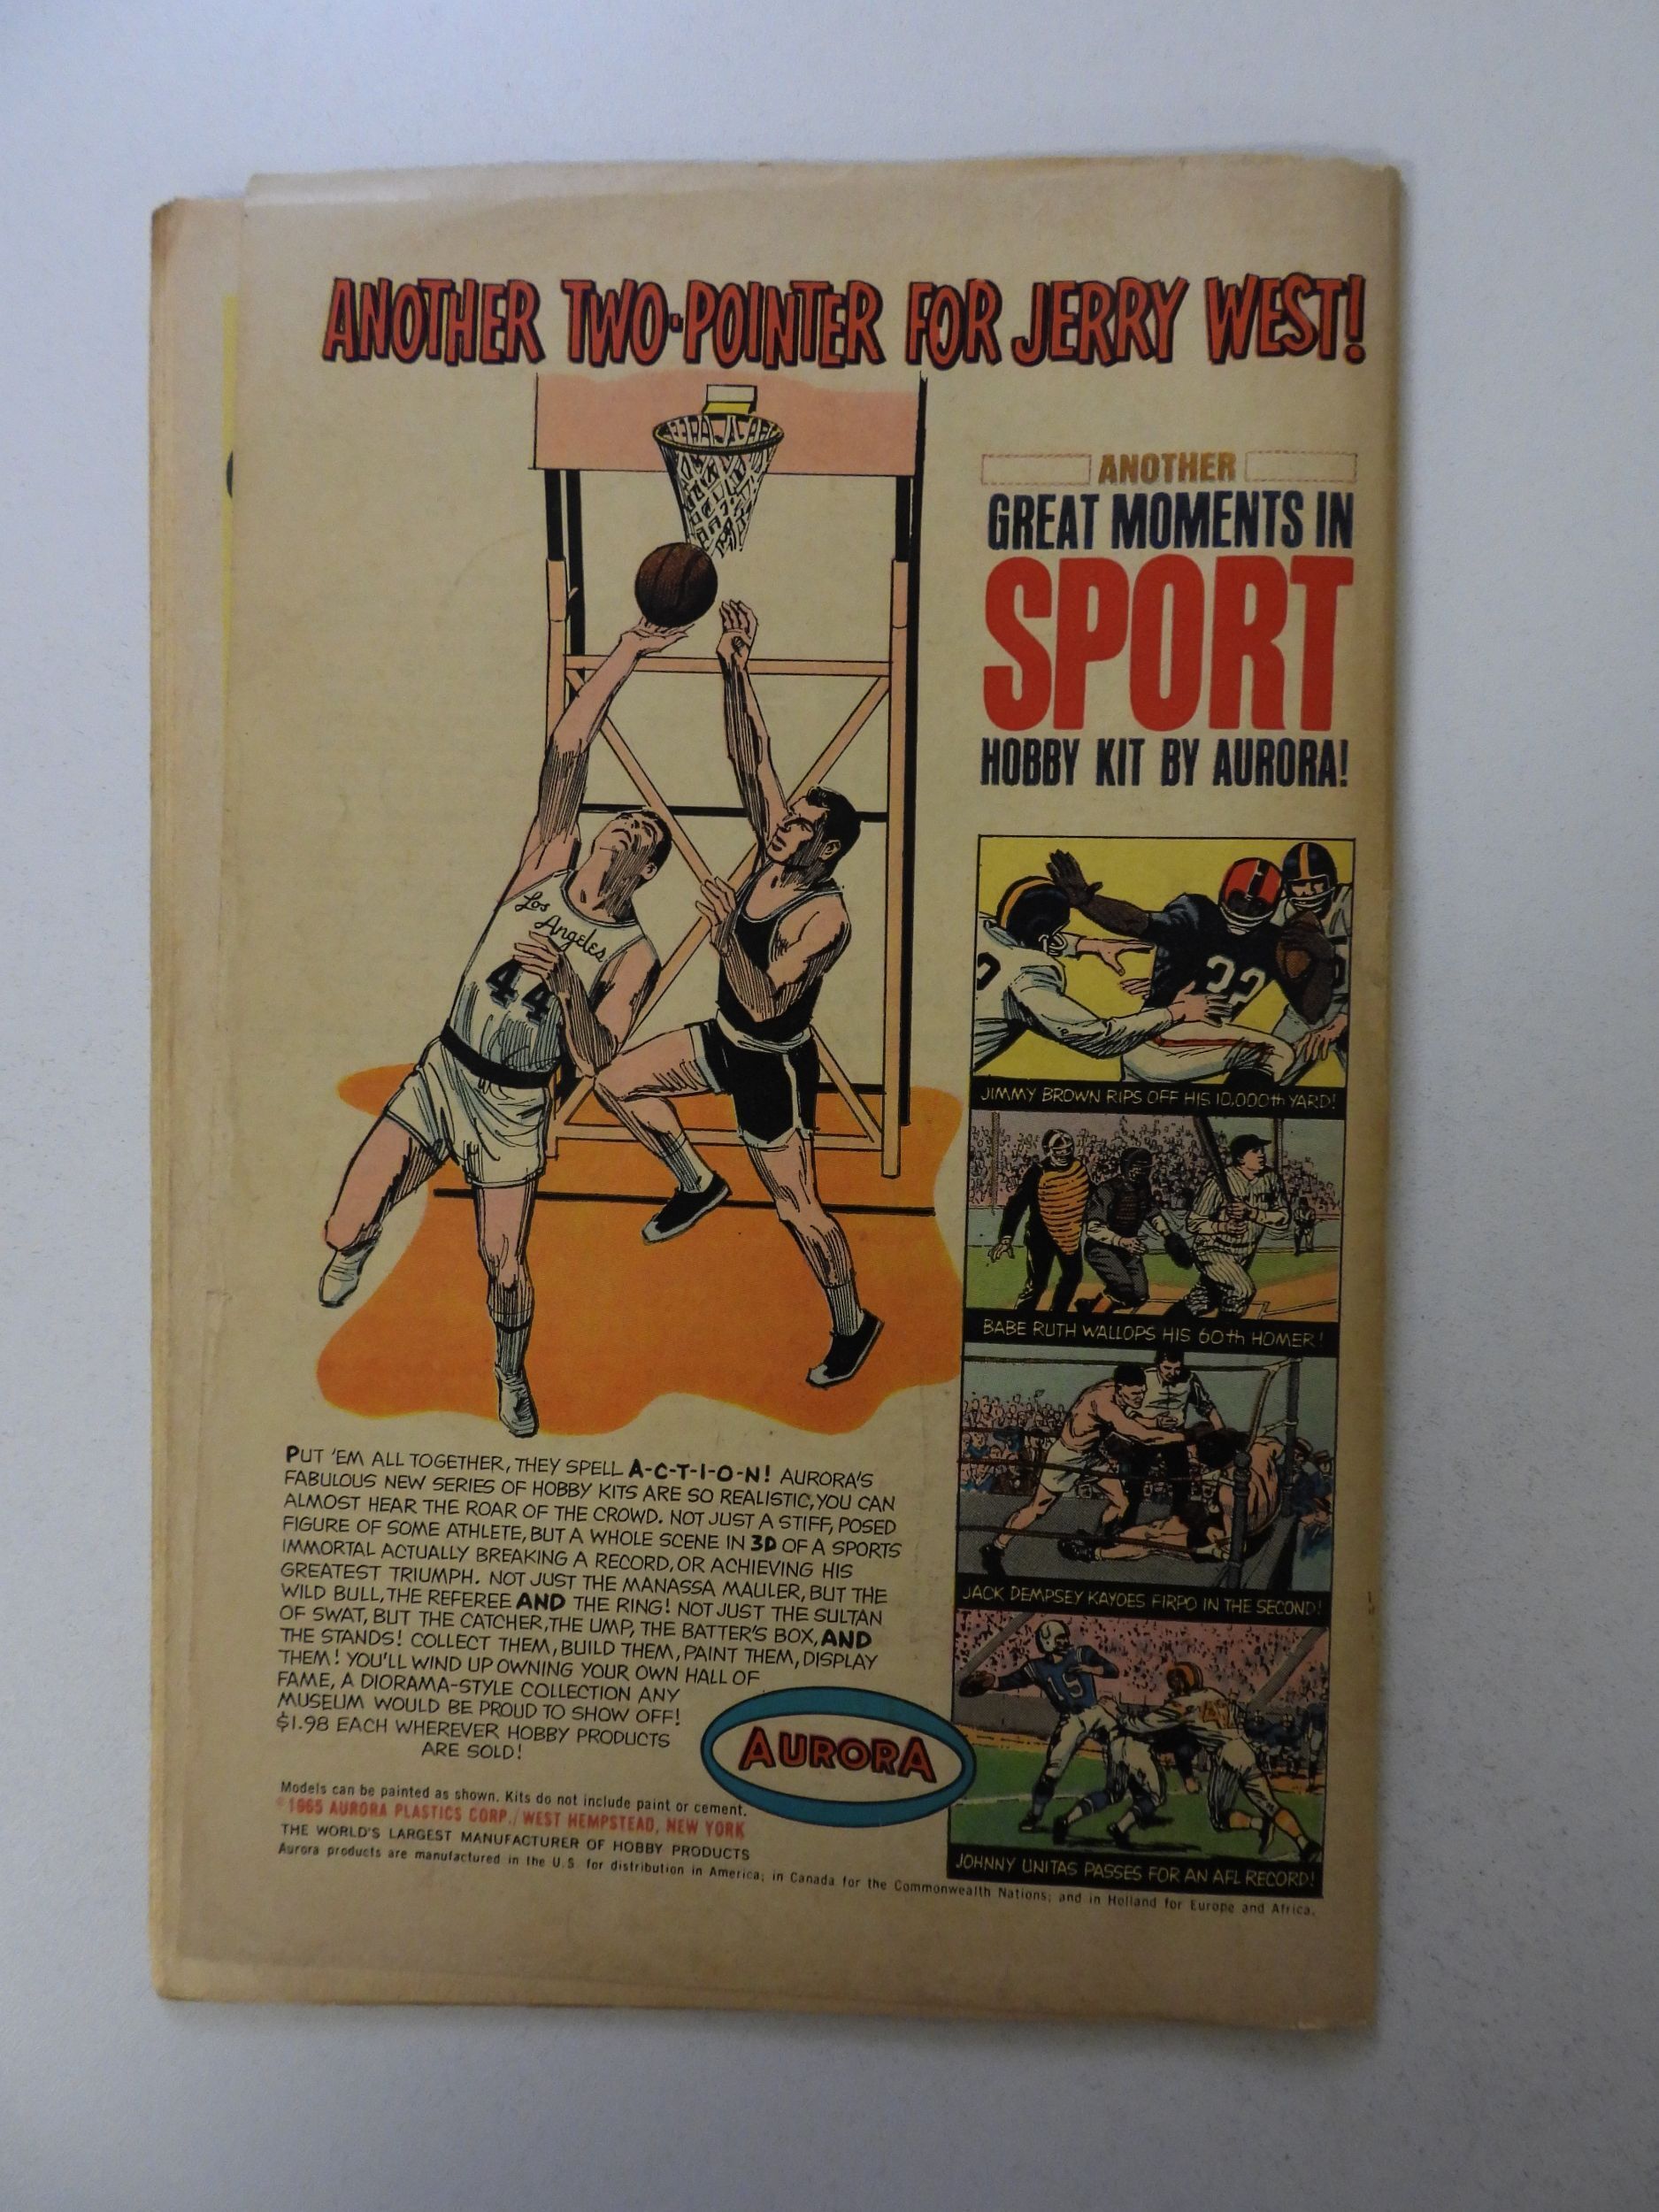 ANOTHER TWO-POINTER FOR JERRY WEST!
ANOTHER
GREAT MOMENTS IN
SPORT
HOBBY KIT BY AURORA!
Los
Angeles
44
32
JIMMY BROWN RIPS OFF HIS 10,000th YARD!
BABE RUTH WALLOPS HIS 60th HOMER!
JACK DEMPSEY KAYOES FIRPO IN THE SECOND!
15
JOHNNY UNITAS PASSES FOR AN AFL RECORD!
PUT 'EM ALL TOGETHER, THEY SPELL A-C-T-I-O-N! AURORA'S
FABULOUS NEW SERIES OF HOBBY KITS ARE SO REALISTIC, YOU CAN
ALMOST HEAR THE ROAR OF THE CROWD. NOT JUST A STIFF, POSED
FIGURE OF SOME ATHLETE, BUT A WHOLE SCENE IN 3D OF A SPORTS
IMMORTAL ACTUALLY BREAKING A RECORD, OR ACHIEVING HIS
GREATEST TRIUMPH. NOT JUST THE MANASSA MAULER, BUT THE
WILD BULL, THE REFEREE AND THE RING! NOT JUST THE SULTAN
OF SWAT, BUT THE CATCHER, THE UMP, THE BATTER'S BOX, AND
THE STANDS! COLLECT THEM, BUILD THEM, PAINT THEM, DISPLAY
THEM! YOU'LL WIND UP OWNING YOUR OWN HALL OF
FAME, A DIORAMA-STYLE COLLECTION ANY
MUSEUM WOULD BE PROUD TO SHOW OFF!
$1.98 EACH WHEREVER HOBBY PRODUCTS
ARE SOLD!
AURORA
Models can be painted as shown. Kits do not include paint or cement.
©1965 AURORA PLASTICS CORP./WEST HEMPSTEAD, NEW YORK
THE WORLD'S LARGEST MANUFACTURER OF HOBBY PRODUCTS
Aurora products are manufactured in the U.S. for distribution in America; in Canada for the Commonwealth Nations; and in Holland for Europe and Africa.